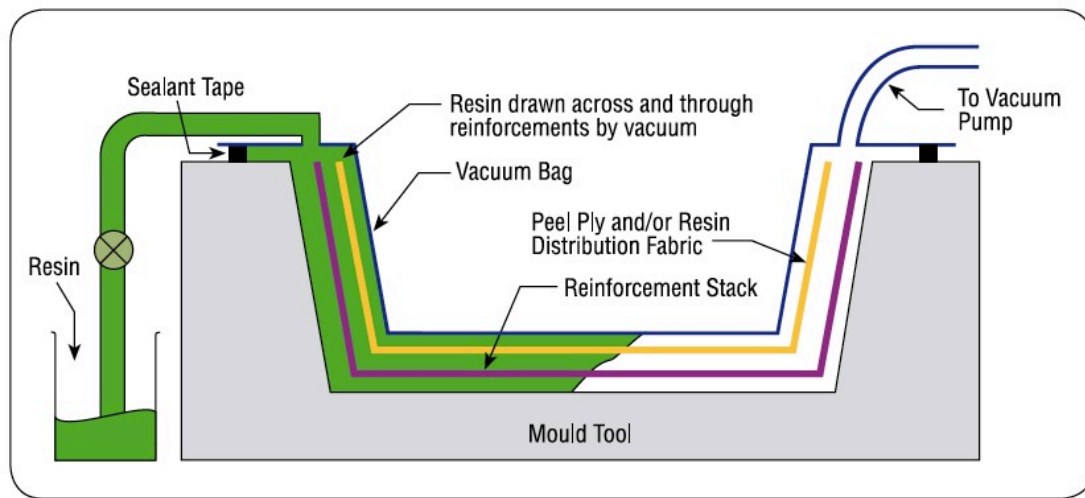 Sealant Tape
Resin drawn across and through
reinforcements by vacuum
To Vacuum
Pump
Vacuum Bag
Peel Ply and/or Resin
Distribution Fabric
Resin
Reinforcement Stack
Mould Tool